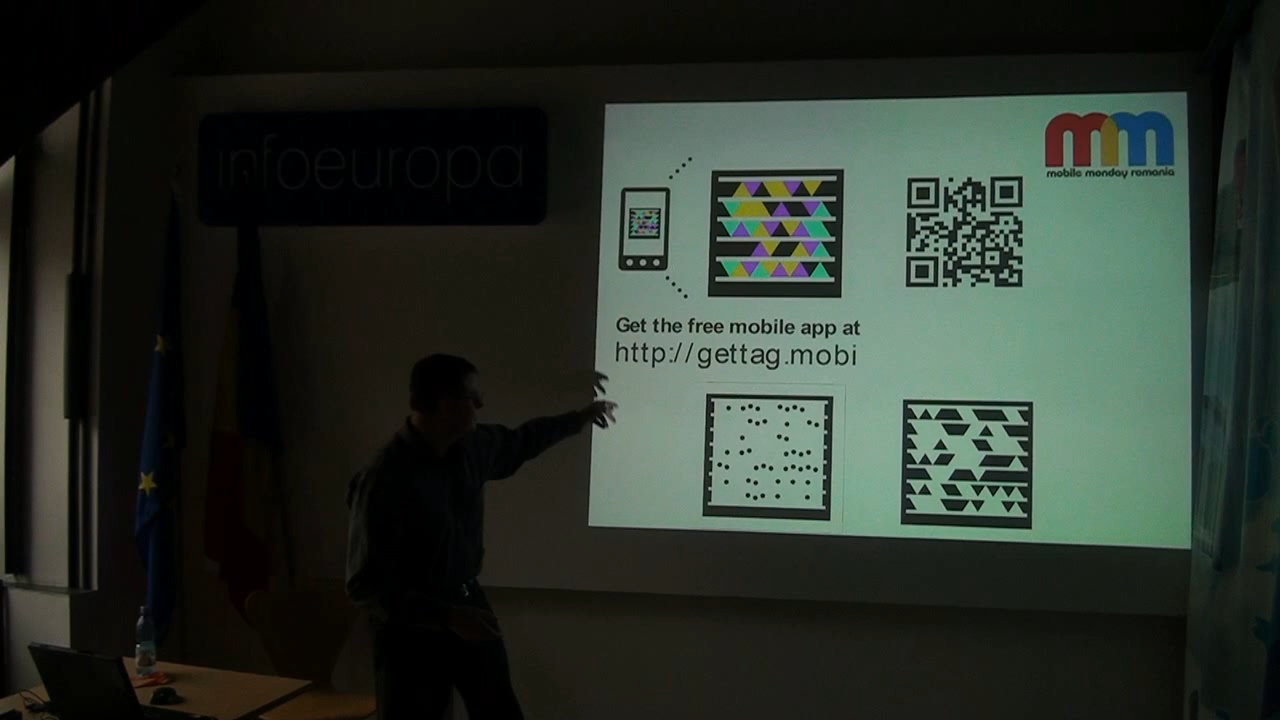 infoeuropa
mm
mobile monday romania
Get the free mobile app at
http://gettag.mobi